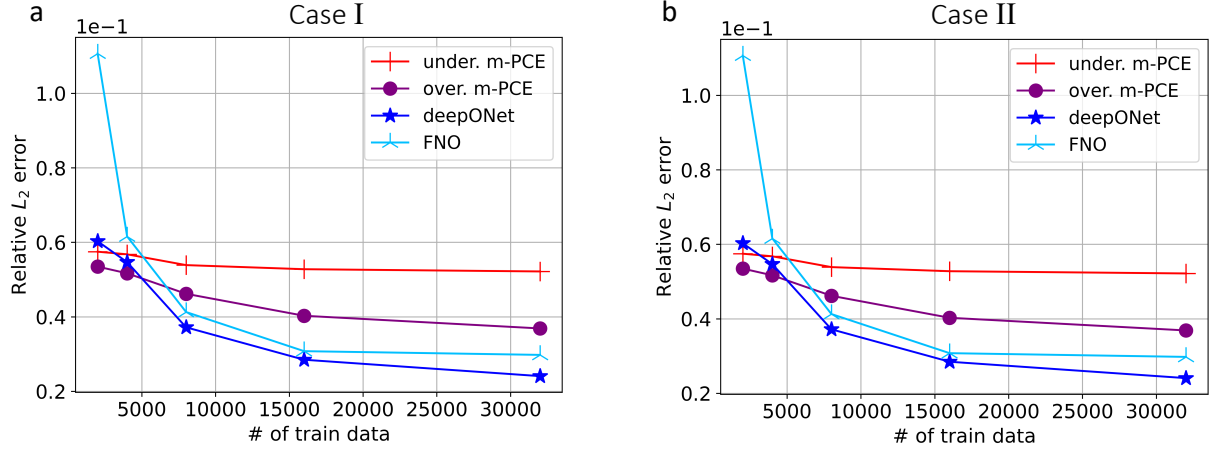 a
Case I
1e−1
under. m-PCE
over. m-PCE
deepONet
FNO
Relative L₂ error
1.0
0.8
0.6
0.4
0.2
5000 10000 15000 20000 25000 30000
# of train data
b
Case II
1e−1
under. m-PCE
over. m-PCE
deepONet
FNO
Relative L₂ error
1.0
0.8
0.6
0.4
0.2
5000 10000 15000 20000 25000 30000
# of train data